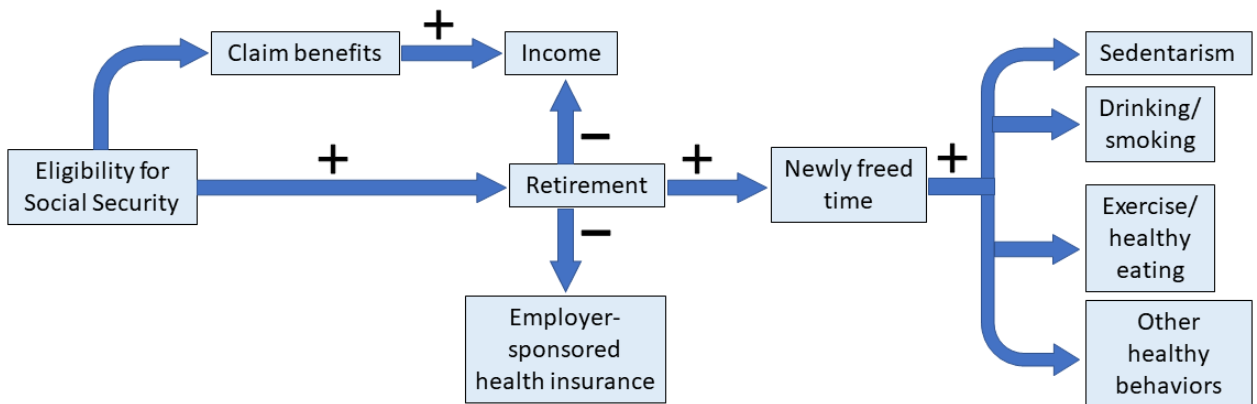 Claim benefits
+
Income
Eligibility for
Social Security
+
−
Retirement
−
Employer-
sponsored
health insurance
+
Newly freed
time
+
Sedentarism
Drinking/
smoking
Exercise/
healthy
eating
Other
healthy
behaviors